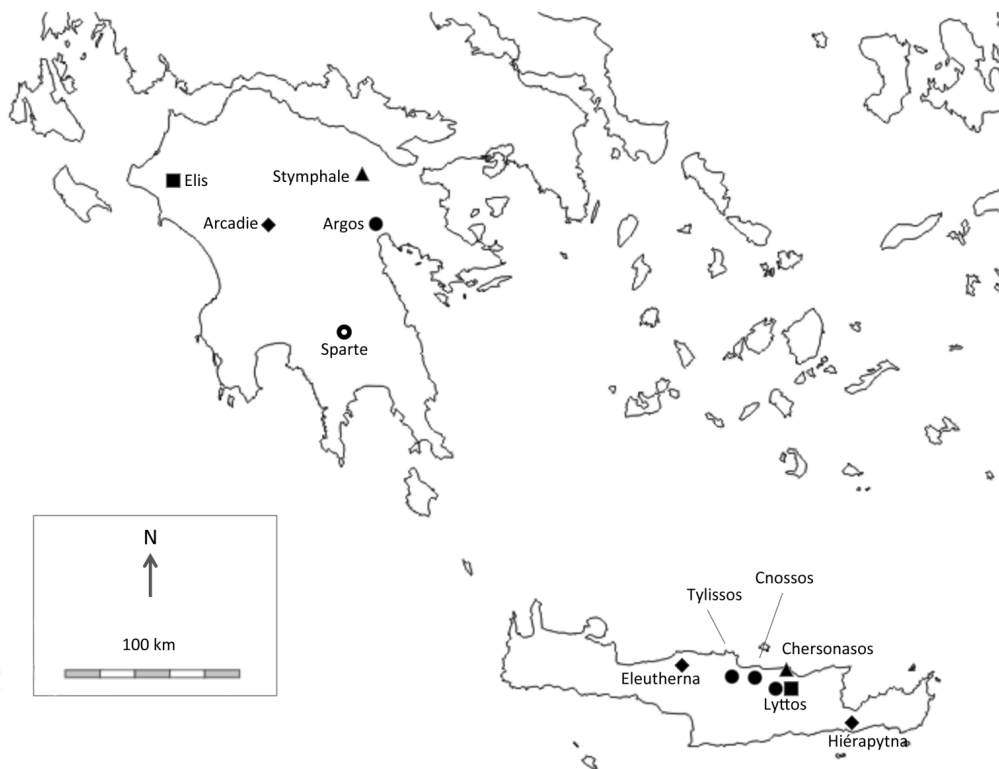 Elis
Stymphale
Arcadie
Argos
Sparte
N
100 km
Cnossos
Tylissos
Chersonasos
Eleutherna
Lyttos
Hiérapytna